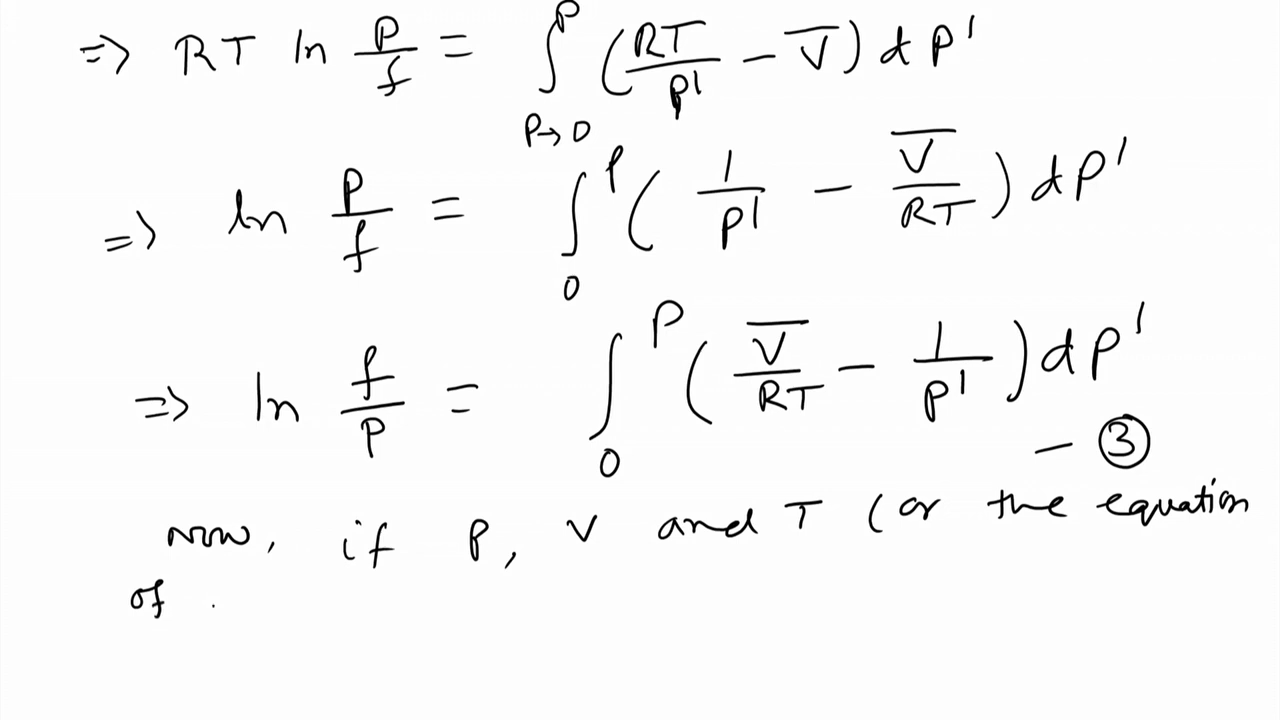 => RT ln P/f = ∫_{P→0}^{P} (RT/P' - V̅) dP'
=> ln P/f = ∫_0^P (1/P' - V̅/RT) dP'
=> ln f/P = ∫_0^P (V̅/RT - 1/P') dP'
- ③
now, if P, V and T (or the equation
of .